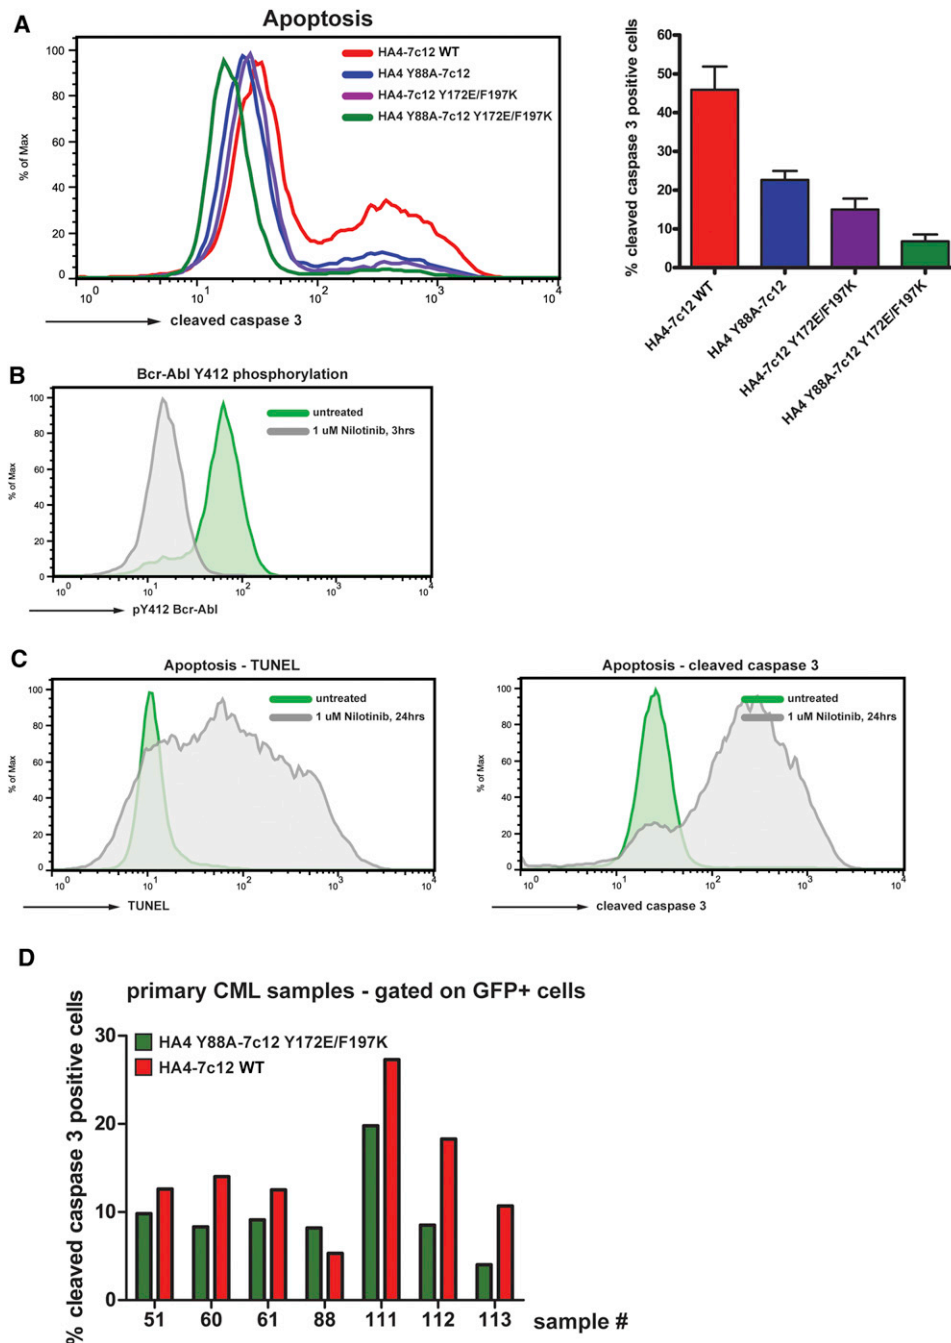 A
Apoptosis
% of Max
100
80
60
40
20
0
HA4-7c12 WT
HA4 Y88A-7c12
HA4-7c12 Y172E/F197K
HA4 Y88A-7c12 Y172E/F197K
10^0 10^1 10^2 10^3 10^4
cleaved caspase 3
% cleaved caspase 3 positive cells
60
50
40
30
20
10
0
HA4-7c12 WT
HA4 Y88A-7c12
HA4-7c12 Y172E/F197K
HA4 Y88A-7c12 Y172E/F197K
B
Bcr-Abl Y412 phosphorylation
% of Max
100
80
60
40
20
0
untreated
1 uM Nilotinib, 3hrs
10^0 10^1 10^2 10^3 10^4
pY412 Bcr-Abl
C
Apoptosis - TUNEL
% of Max
100
80
60
40
20
0
untreated
1 uM Nilotinib, 24hrs
10^0 10^1 10^2 10^3 10^4
TUNEL
Apoptosis - cleaved caspase 3
% of Max
100
80
60
40
20
0
untreated
1 uM Nilotinib, 24hrs
10^0 10^1 10^2 10^3 10^4
cleaved caspase 3
D
primary CML samples - gated on GFP+ cells
% cleaved caspase 3 positive cells
30
20
10
0
HA4 Y88A-7c12 Y172E/F197K
HA4-7c12 WT
51 60 61 88 111 112 113 sample #